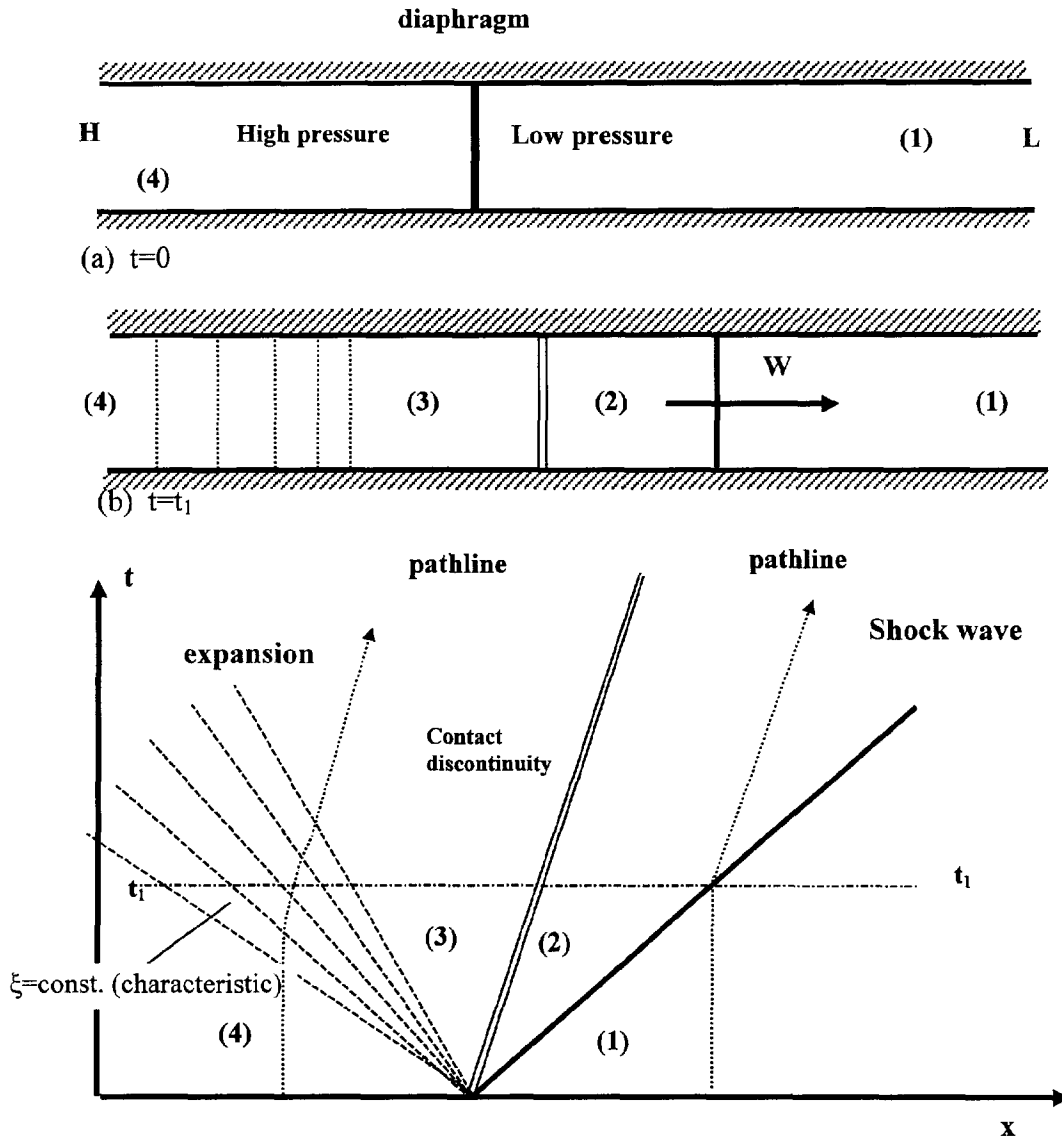 diaphragm
H High pressure Low pressure (1) L
(4)
(a) t=0
W
(4) (3) (2) (1)
(b) t=t₁
t pathline pathline
Shock wave
expansion
Contact
discontinuity
t₁ t₁
(3) (2)
ξ=const. (characteristic)
(4) (1)
x